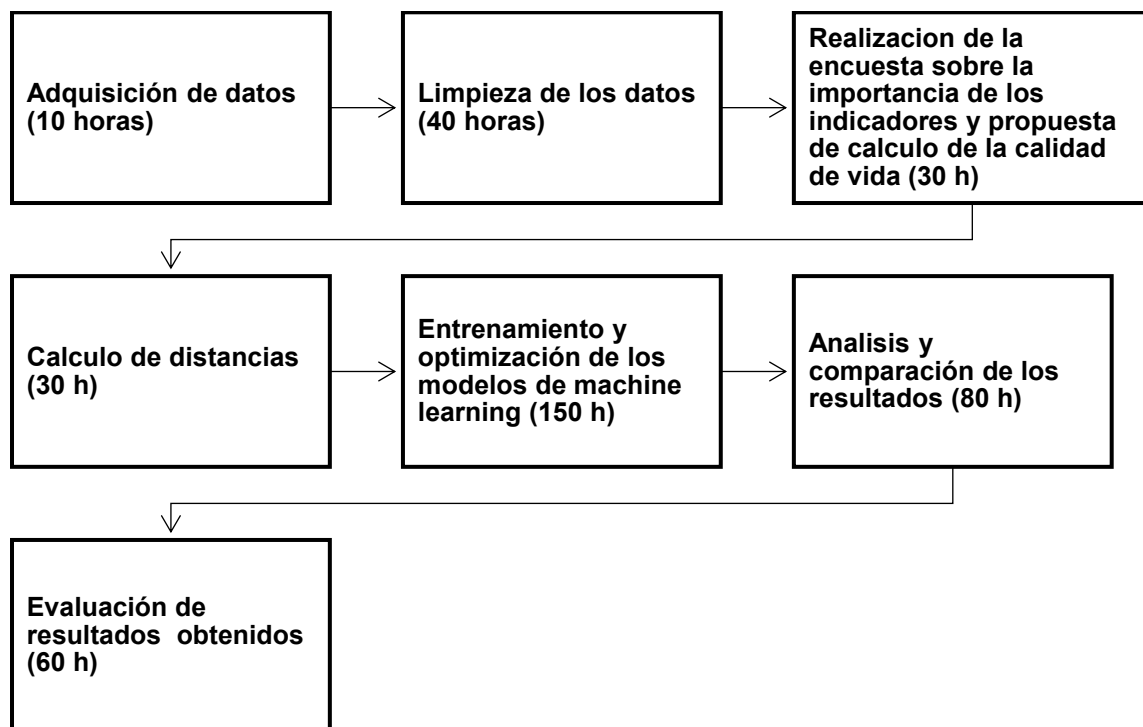 Adquisición de datos
(10 horas)
Limpieza de los datos
(40 horas)
Realizacion de la
encuesta sobre la
importancia de los
indicadores y propuesta
de calculo de la calidad
de vida (30 h)
Calculo de distancias
(30 h)
Entrenamiento y
optimización de los
modelos de machine
learning (150 h)
Analisis y
comparación de los
resultados (80 h)
Evaluación de
resultados  obtenidos
(60 h)